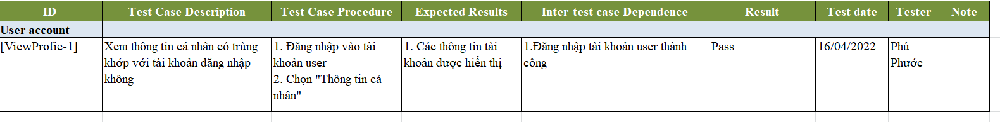 ID Test Case Description Test Case Procedure Expected Results Inter-test case Dependence Result Test date Tester Note
User account
[ViewProfie-1]
Xem thông tin cá nhân có trùng
khớp với tài khoản đăng nhập
không
1. Đăng nhập vào tài
khoản user
2. Chọn "Thông tin cá
nhân"
1. Các thông tin tài
khoản được hiển thị
1.Đăng nhập tài khoản user thành
công
Pass
16/04/2022
Phú
Phước